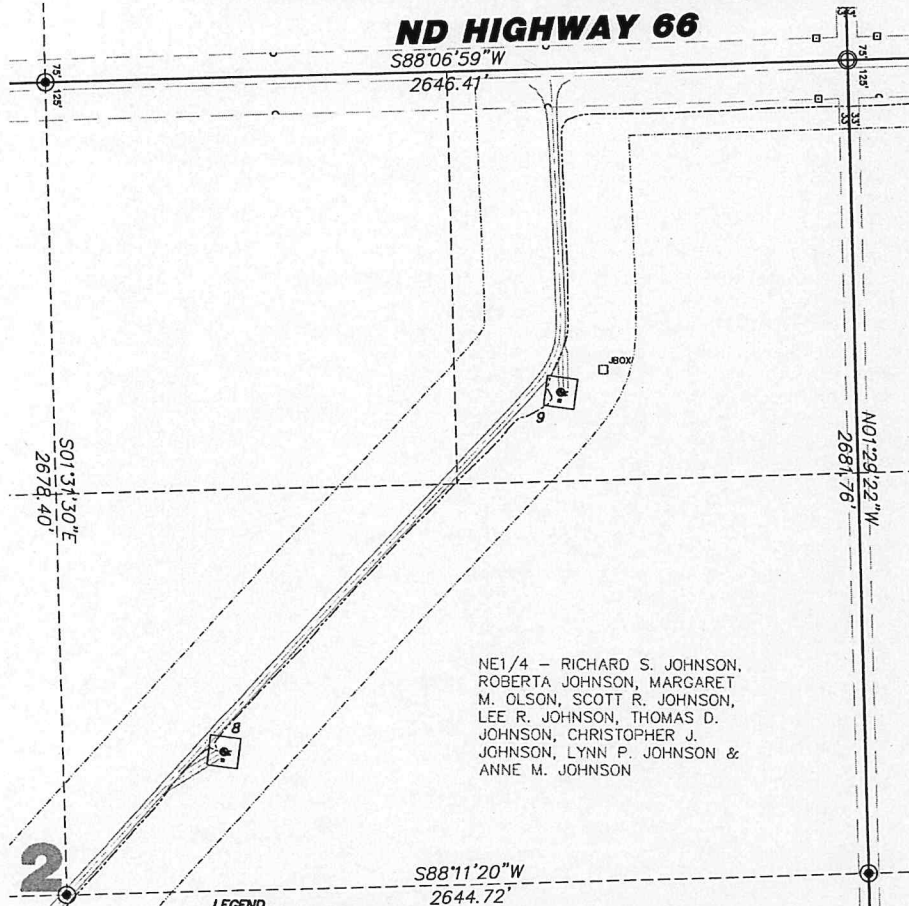 ND HIGHWAY 66
S88°06'59"W
2646.41'
75'
125'
75'
125'
33'
33'
JBOX
9
S01°31'30"E
2678.40'
N01°29'22"W
2681.76'
NE1/4 – RICHARD S. JOHNSON,
ROBERTA JOHNSON, MARGARET
M. OLSON, SCOTT R. JOHNSON,
LEE R. JOHNSON, THOMAS D.
JOHNSON, CHRISTOPHER J.
JOHNSON, LYNN P. JOHNSON &
ANNE M. JOHNSON
8
2
S88°11'20"W
2644.72'
LEGEND